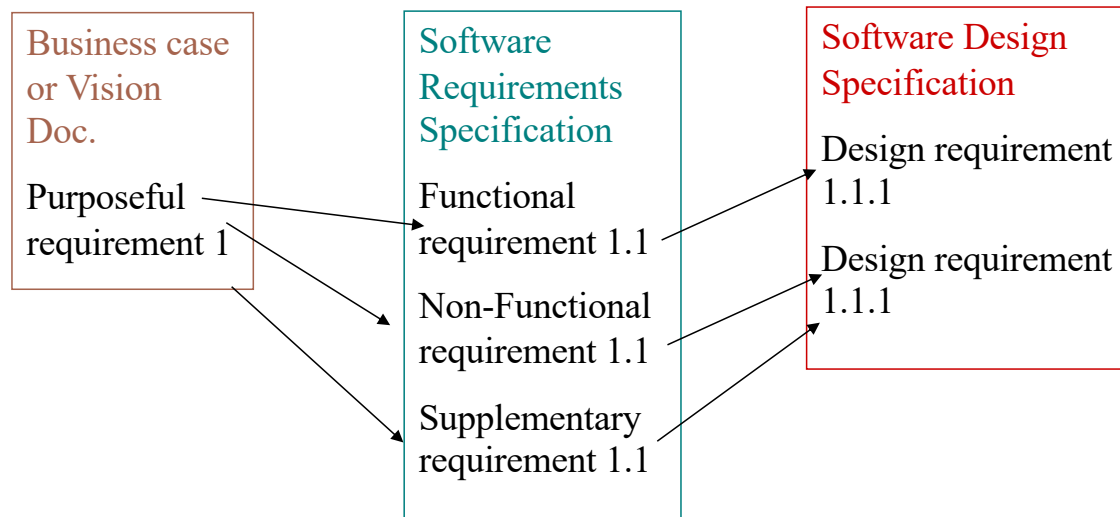 Business case
or Vision
Doc.
Purposeful
requirement 1
Software
Requirements
Specification
Functional
requirement 1.1
Non-Functional
requirement 1.1
Supplementary
requirement 1.1
Software Design
Specification
Design requirement
1.1.1
Design requirement
1.1.1